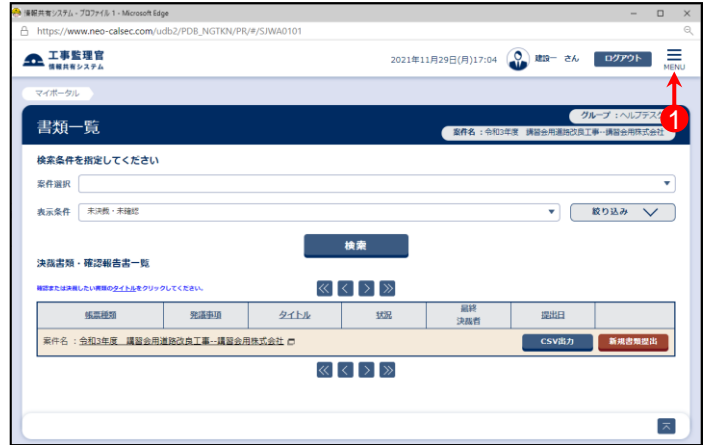 情報共有システム - プロファイル 1 - Microsoft Edge
https://www.neo-calsec.com/udb2/PDB_NGTKN/PR/#/SJWA0101
工事監理官
情報共有システム
2021年11月29日(月)17:04
建設一 さん
ログアウト
MENU
マイポータル
書類一覧
グループ：ヘルプデスク
1
案件名：令和3年度 講習会用道路改良工事--講習会用株式会社
検索条件を指定してください
案件選択
表示条件
未決裁・未確認
絞り込み
検索
決裁書類・確認報告書一覧
確認または決裁したい書類のタイトルをクリックしてください。
帳票種類
発議事項
タイトル
状況
最終
決裁者
提出日
案件名：令和3年度 講習会用道路改良工事--講習会用株式会社
CSV出力
新規書類提出